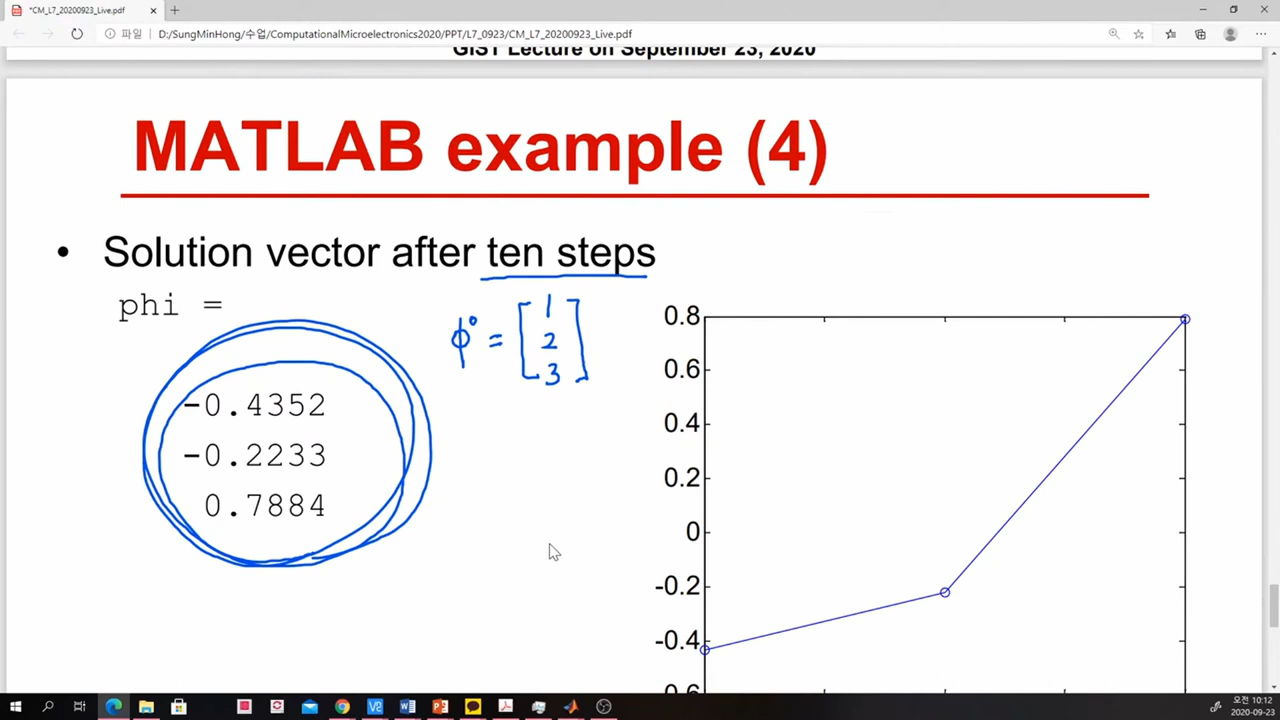 *CM_L7_20200923_Live.pdf
파일 D:/SungMinHong/수업/ComputationalMicroelectronics2020/PPT/L7_0923/CM_L7_20200923_Live.pdf
GIST Lecture on September 23, 2020
MATLAB example (4)
• Solution vector after ten steps
phi =
-0.4352
-0.2233
0.7884
φ⁰ = [1
2
3]
0.8
0.6
0.4
0.2
0
-0.2
-0.4
오전 10:12
2020-09-23